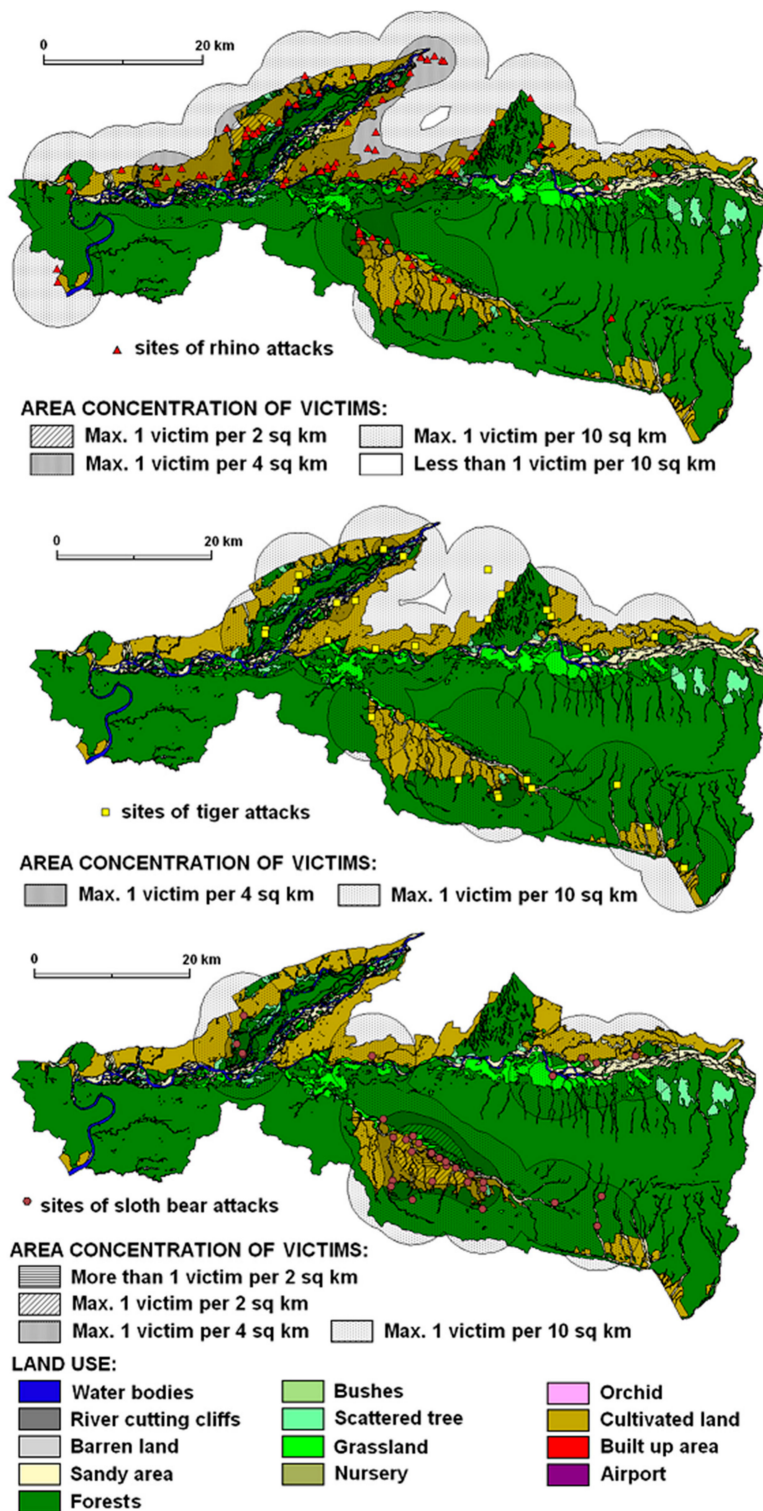 0 20 km
sites of rhino attacks
AREA CONCENTRATION OF VICTIMS:
Max. 1 victim per 2 sq km Max. 1 victim per 10 sq km
Max. 1 victim per 4 sq km Less than 1 victim per 10 sq km
0 20 km
sites of tiger attacks
AREA CONCENTRATION OF VICTIMS:
Max. 1 victim per 4 sq km Max. 1 victim per 10 sq km
0 20 km
sites of sloth bear attacks
AREA CONCENTRATION OF VICTIMS:
More than 1 victim per 2 sq km
Max. 1 victim per 2 sq km
Max. 1 victim per 4 sq km Max. 1 victim per 10 sq km
LAND USE:
Water bodies Bushes Orchid
River cutting cliffs Scattered tree Cultivated land
Barren land Grassland Built up area
Sandy area Nursery Airport
Forests